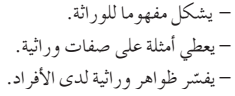 – يشكل مفهوما للوراثة.
– يعطي أمثلة على صفات وراثية.
– يفسّر ظواهر وراثية لدى الأفراد.